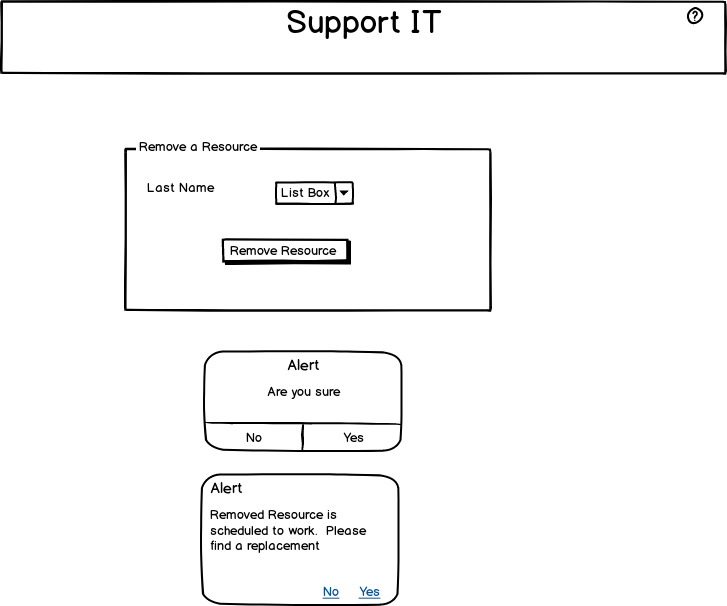 Support IT
?
Remove a Resource
Last Name
List Box
Remove Resource
Alert
Are you sure
No
Yes
Alert
Removed Resource is
scheduled to work. Please
find a replacement
No
Yes